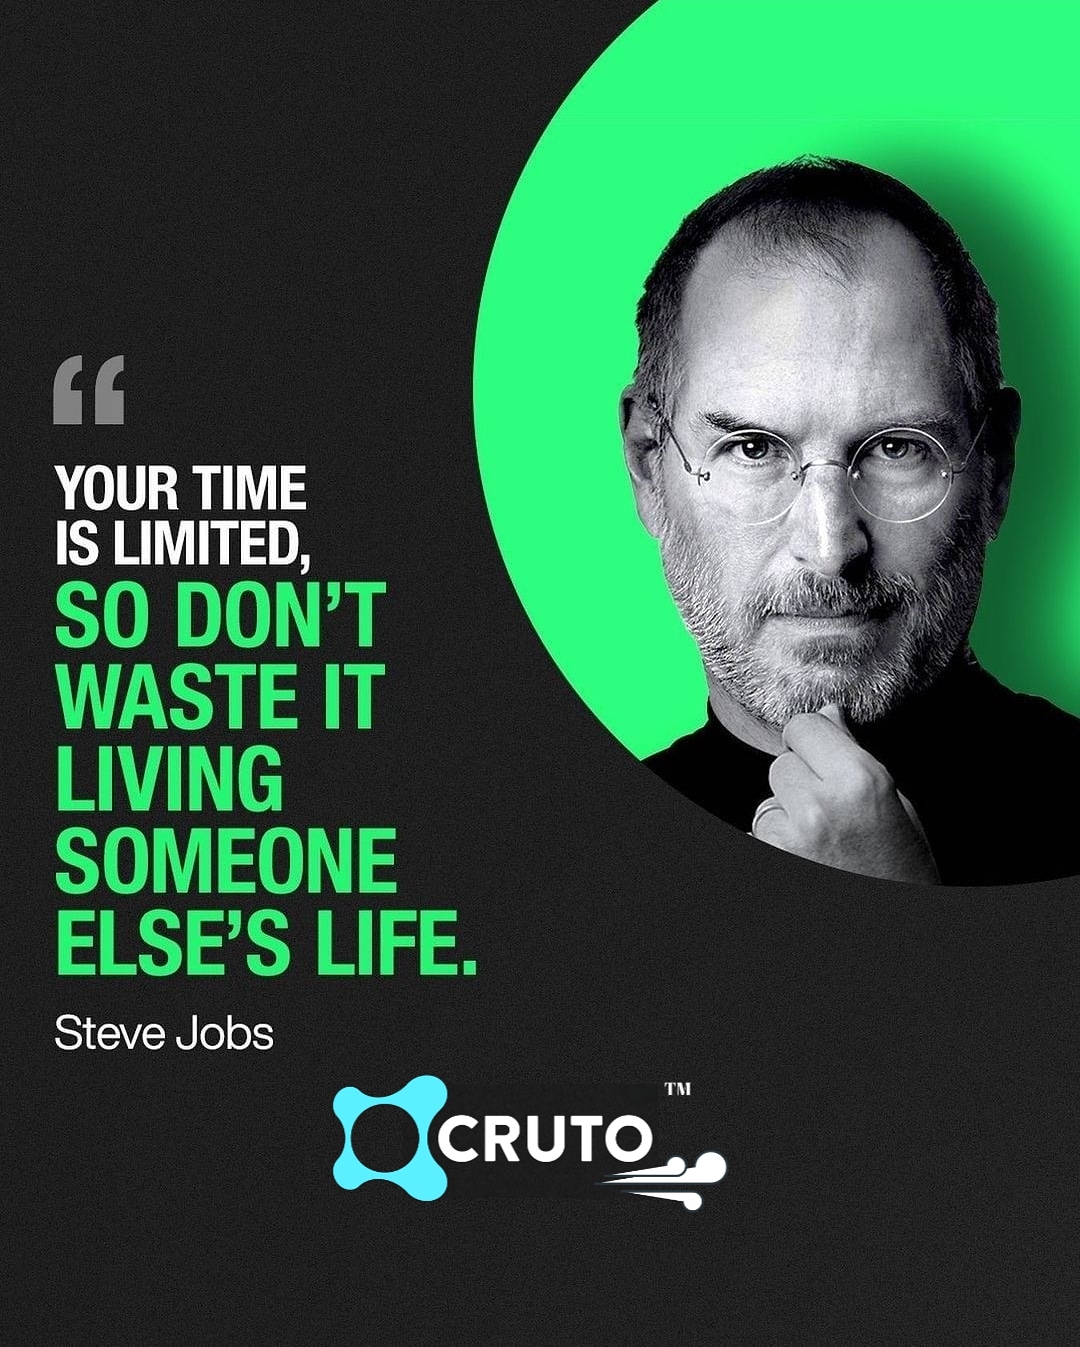 “
YOUR TIME
IS LIMITED,
SO DON’T
WASTE IT
LIVING
SOMEONE
ELSE’S LIFE.
Steve Jobs
CRUTO TM